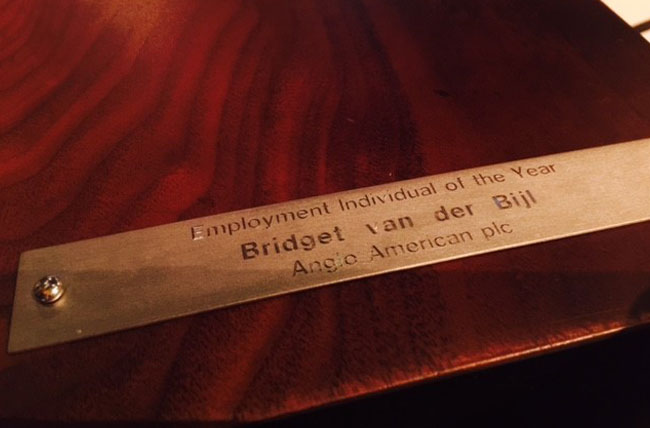 Employment Individual of the Year
Bridget van der Bijl
Anglo American plc